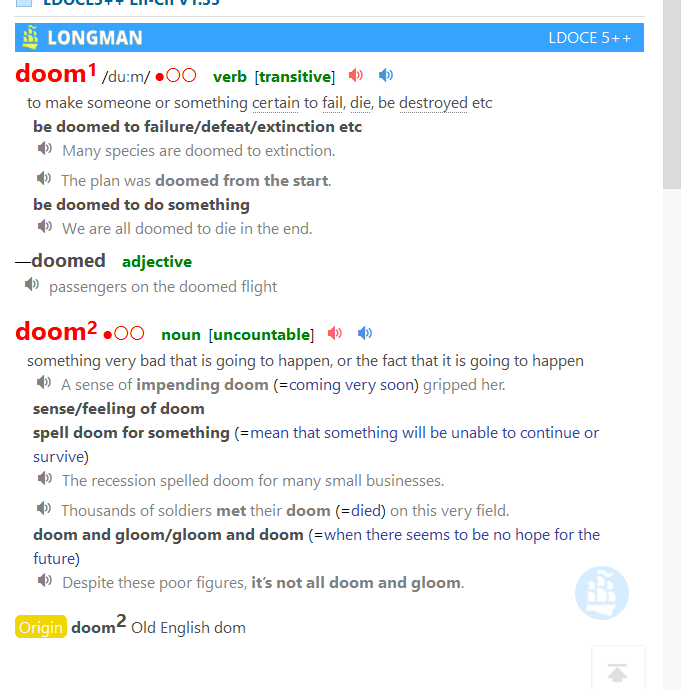 LDOCE5++ En-Cn V1.35
LONGMAN LDOCE 5++
doom1 /duːm/ ●○○ verb [transitive]
to make someone or something certain to fail, die, be destroyed etc
be doomed to failure/defeat/extinction etc
Many species are doomed to extinction.
The plan was doomed from the start.
be doomed to do something
We are all doomed to die in the end.
—doomed adjective
passengers on the doomed flight
doom2 ●○○ noun [uncountable]
something very bad that is going to happen, or the fact that it is going to happen
A sense of impending doom (=coming very soon) gripped her.
sense/feeling of doom
spell doom for something (=mean that something will be unable to continue or
survive)
The recession spelled doom for many small businesses.
Thousands of soldiers met their doom (=died) on this very field.
doom and gloom/gloom and doom (=when there seems to be no hope for the
future)
Despite these poor figures, it’s not all doom and gloom.
Origin doom2 Old English dom